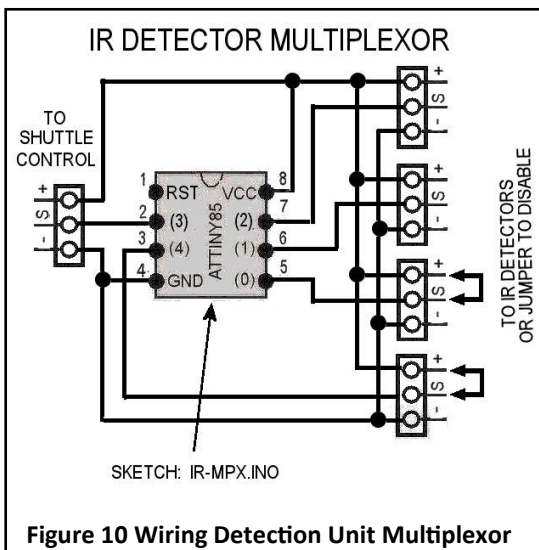 IR DETECTOR MULTIPLEXOR
TO
SHUTTLE
CONTROL
+
S
-
1
RST
2
(3)
3
(4)
4
GND
ATTINY85
8
VCC
7
(2)
6
(1)
5
(0)
+
S
-
+
S
-
+
S
-
+
S
-
TO IR DETECTORS
OR JUMPER TO DISABLE
SKETCH: IR-MPX.INO
Figure 10 Wiring Detection Unit Multiplexor